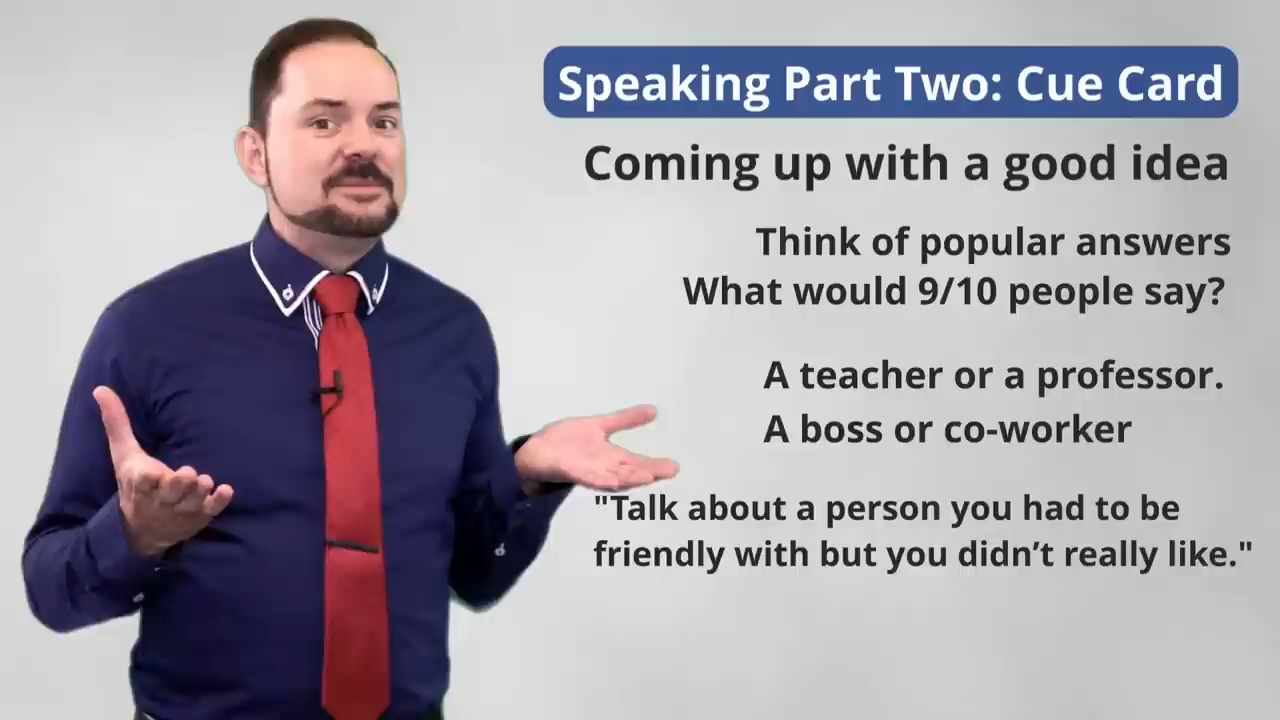 Speaking Part Two: Cue Card
Coming up with a good idea
Think of popular answers
What would 9/10 people say?
A teacher or a professor.
A boss or co-worker
"Talk about a person you had to be
friendly with but you didn’t really like."